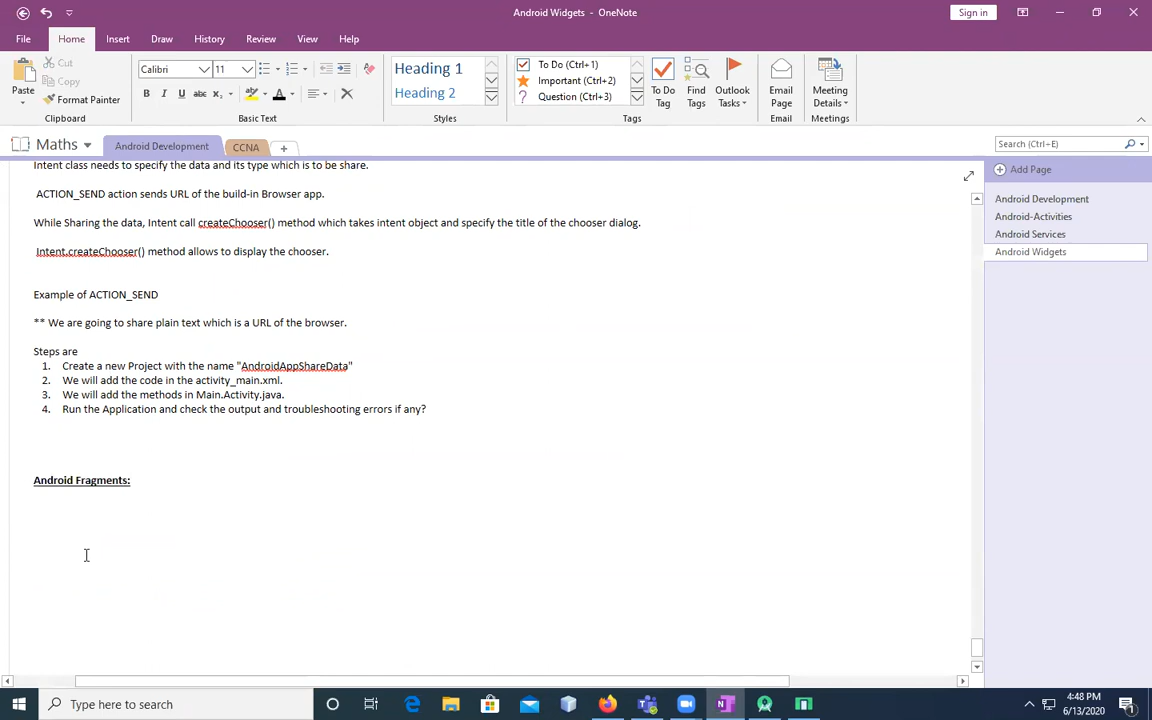 Android Widgets - OneNote
Sign in
File Home Insert Draw History Review View Help
Paste
Cut
Copy
Format Painter
Clipboard
Calibri 11
B I U abc x
A
Basic Text
Heading 1
Heading 2
Styles
To Do (Ctrl+1)
Important (Ctrl+2)
? Question (Ctrl+3)
To Do Tag
Find Tags
Outlook Tasks
Tags
Email Page
Email
Meeting Details
Meetings
Maths
Android Development
CCNA
Search (Ctrl+E)
Add Page
Android Development
Android-Activities
Android Services
Android Widgets
Intent class needs to specify the data and its type which is to be share.
ACTION_SEND action sends URL of the build-in Browser app.
While Sharing the data, Intent call createChooser() method which takes intent object and specify the title of the chooser dialog.
Intent.createChooser() method allows to display the chooser.
Example of ACTION_SEND
** We are going to share plain text which is a URL of the browser.
Steps are
1. Create a new Project with the name "AndroidAppShareData"
2. We will add the code in the activity_main.xml.
3. We will add the methods in Main.Activity.java.
4. Run the Application and check the output and troubleshooting errors if any?
Android Fragments:
Type here to search
4:48 PM
6/13/2020
1